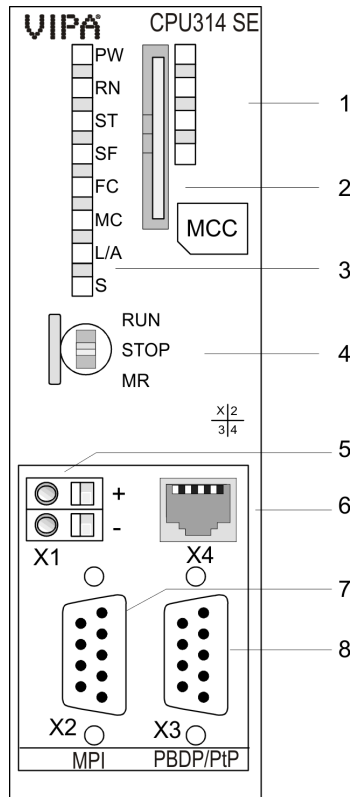 VIPA CPU314 SE
PW
RN
ST
SF
FC
MC
L/A
S
MCC
RUN
STOP
MR
X 2
3 4
+
-
X1
X4
X2
X3
MPI
PBDP/PtP
1
2
3
4
5
6
7
8